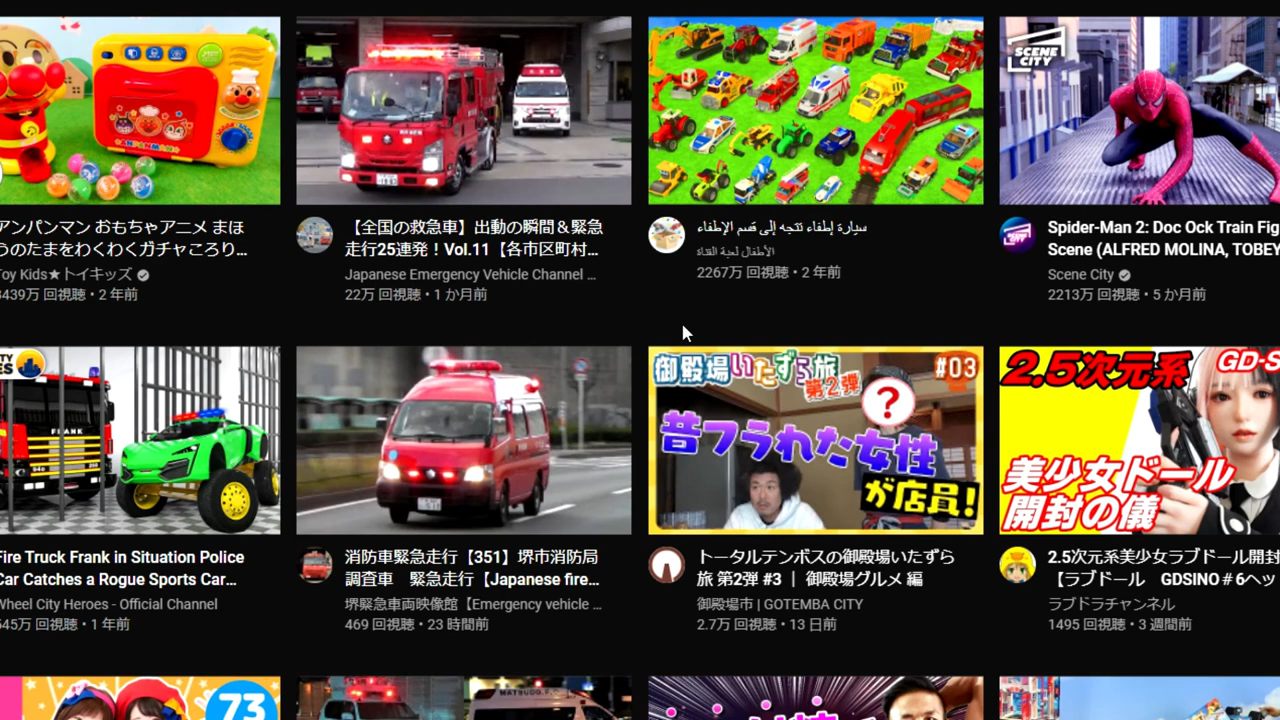 ANPANMAN
SCENE
CITY
アンパンマン おもちゃアニメ まほ
うのたまをわくわくガチャころり...
Toy Kids★トイキッズ
3439万 回視聴・2 年前
【全国の救急車】出動の瞬間＆緊急
走行25連発！Vol.11【各市区町村...
Japanese Emergency Vehicle Channel ...
22万 回視聴・1 か月前
سيارة إطفاء تتجه إلى قسم الإطفاء
الأطفال لعبة القناة
2267万 回視聴・2 年前
Spider-Man 2: Doc Ock Train Fig
Scene (ALFRED MOLINA, TOBEY
Scene City
2213万 回視聴・5 か月前
FRANK
御殿場いたずら旅
第2弾
#03
?
昔フラれた女性
が店員!
2.5次元系
GD-S
美少女ドール
開封の儀
Fire Truck Frank in Situation Police
Car Catches a Rogue Sports Car...
Wheel City Heroes - Official Channel
645万 回視聴・1 年前
消防車緊急走行【351】堺市消防局
調査車　緊急走行【Japanese fire...
堺緊急車両映像館【Emergency vehicle ...
469 回視聴・23 時間前
トータルテンボスの御殿場いたずら
旅 第2弾 #3 ｜ 御殿場グルメ 編
御殿場市 | GOTEMBA CITY
2.7万 回視聴・13 日前
2.5次元系美少女ラブドール開封
【ラブドール　GDSINO＃6ヘッ
ラブドラチャンネル
1495 回視聴・3 週間前
73
MATSUDO.F.D